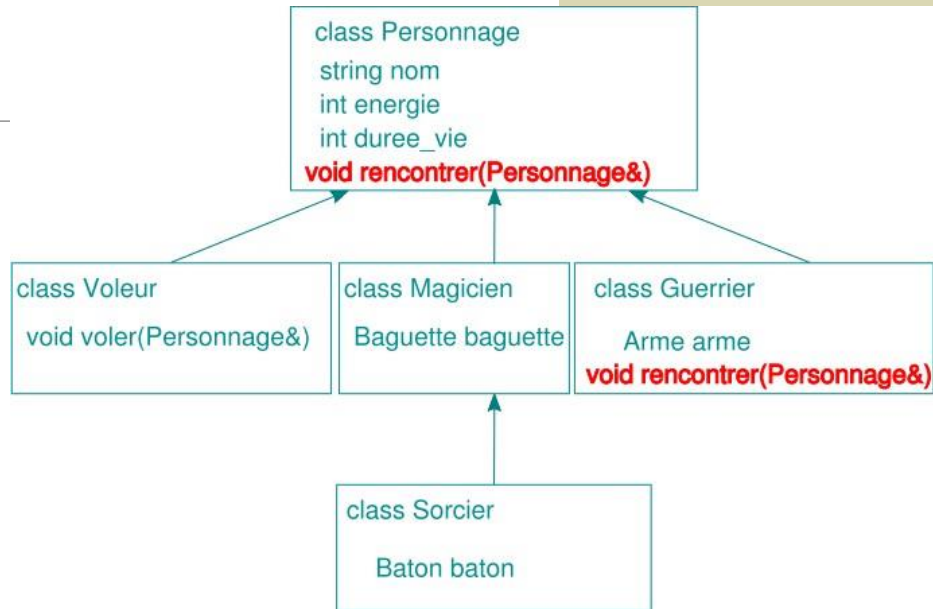 class Personnage
string nom
int energie
int duree_vie
void rencontrer(Personnage&)
class Voleur
void voler(Personnage&)
class Magicien
Baguette baguette
class Guerrier
Arme arme
void rencontrer(Personnage&)
class Sorcier
Baton baton